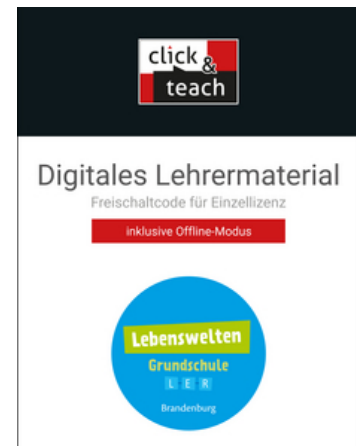 click &
teach
Digitales Lehrermaterial
Freischaltcode für Einzellizenz
inklusive Offline-Modus
Lebenswelten
Grundschule
L E R
Brandenburg